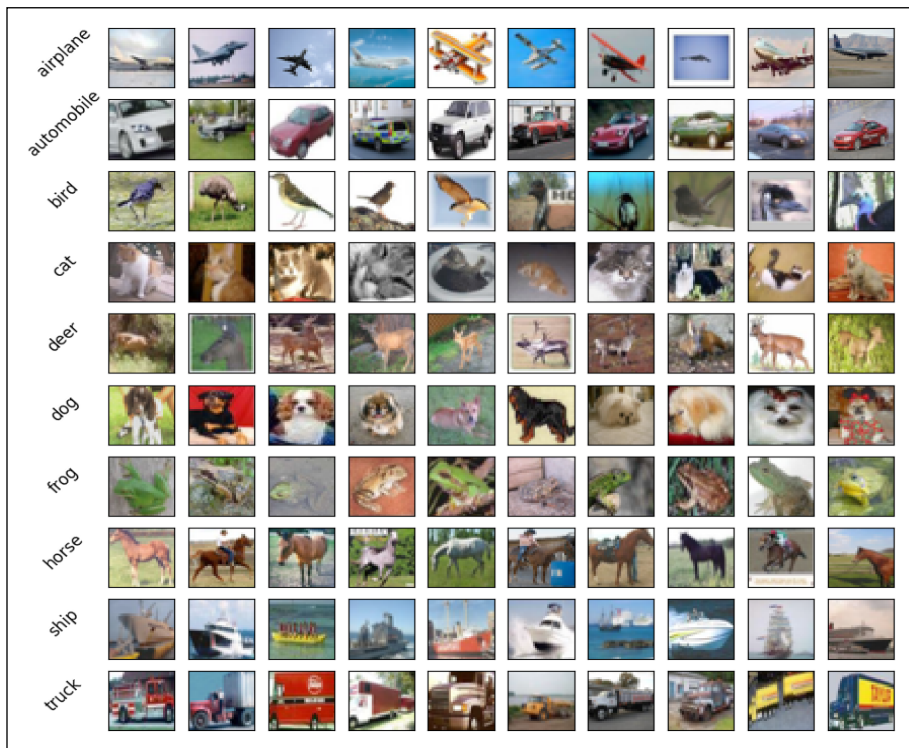 airplane
automobile
bird
cat
deer
dog
frog
horse
ship
truck